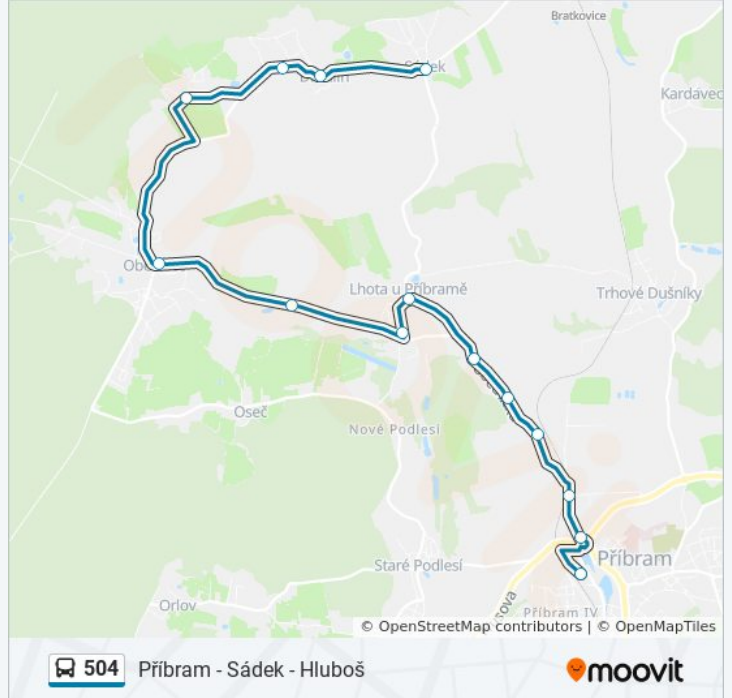 Bratkovice
Sádek
Kardavec
Lhota u Příbramě
Trhové Dušníky
Oseč
Nové Podlesí
Příbram
Staré Podlesí
Orlov
Příbram IV
© OpenStreetMap contributors | © OpenMapTiles
504 Příbram - Sádek - Hluboš
moovit